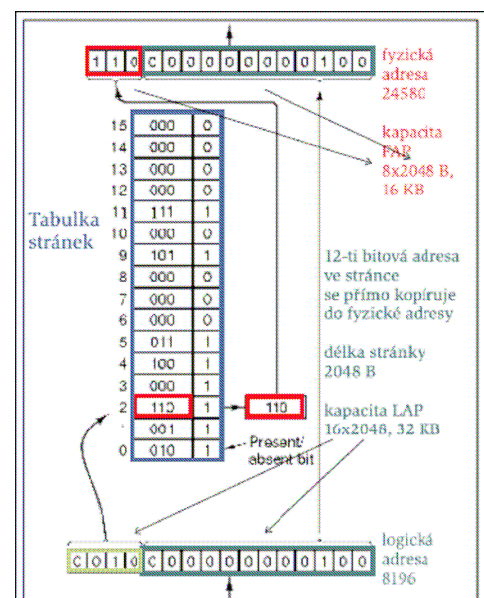 1 1 0 0 0 0 0 0 0 0 0 0 1 0 0
fyzická
adresa
24580
kapacita
FAP
8x2048 B,
16 KB
Tabulka
stránek
15 000 0
14 000 0
13 000 0
12 000 0
11 111 1
10 000 0
9 101 1
8 000 0
7 000 0
6 000 0
5 011 1
4 100 1
3 000 1
2 110 1
001 1
0 010 1
110
Present/
absent bit
12-ti bitová adresa
ve stránce
se přímo kopíruje
do fyzické adresy
délka stránky
2048 B
kapacita LAP
16x2048, 32 KB
0 0 1 0 0 0 0 0 0 0 0 0 0 1 0 0
logická
adresa
8196